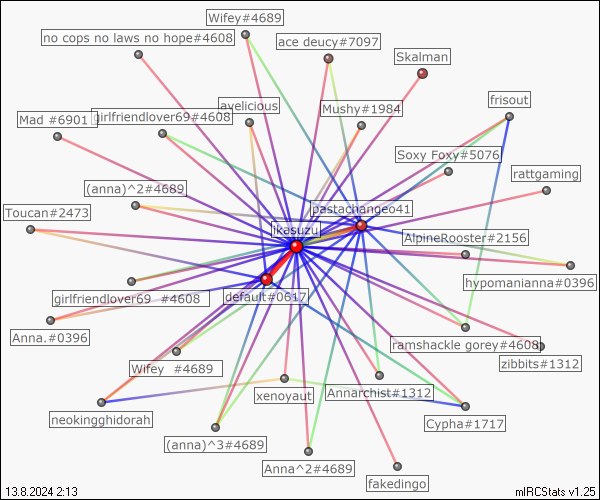 Wifey#4689
no cops no laws no hope#4608
ace deucy#7097
Skalman
frisout
avelicious
Mushy#1984
Mad #6901
girlfriendlover69#4608
Soxy Foxy#5076
rattgaming
(anna)^2#4689
Toucan#2473
pastachange041
ikasuzu
AlpineRooster#2156
hypomanianna#0396
girlfriendlover69 #4608
default#0617
Anna.#0396
ramshackle gorey#4608
zibbits#1312
Wifey #4689
xenoyaut
Annarchist#1312
neokingghidorah
Cypha#1717
(anna)^3#4689
Anna^2#4689
fakedingo
13.8.2024 2:13
mIRCStats v1.25